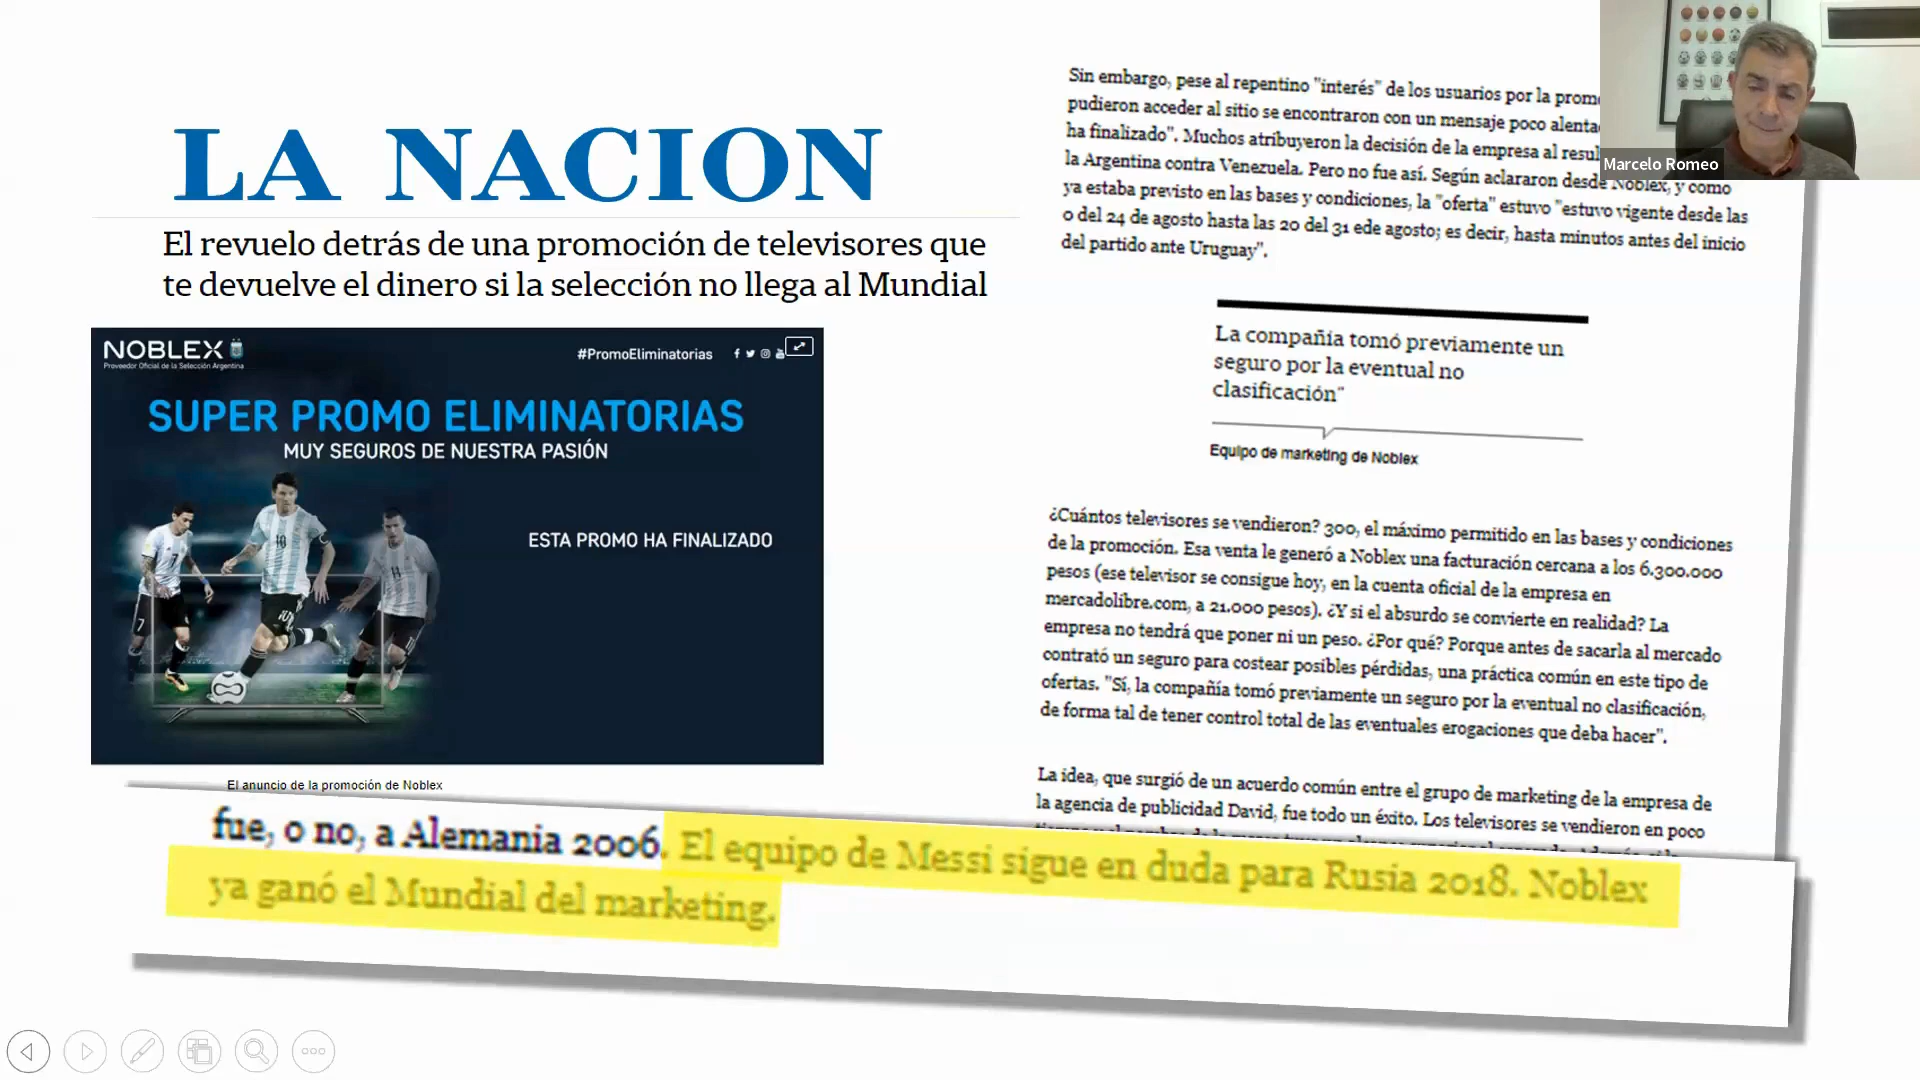 LA NACION
El revuelo detrás de una promoción de televisores que
te devuelve el dinero si la selección no llega al Mundial
NOBLEX
Proveedor Oficial de la Selección Argentina
#PromoEliminatorias
SUPER PROMO ELIMINATORIAS
MUY SEGUROS DE NUESTRA PASIÓN
ESTA PROMO HA FINALIZADO
7
10
10
11
El anuncio de la promoción de Noblex
Sin embargo, pese al repentino "interés" de los usuarios por la
pudieron acceder al sitio se encontraron con un mensaje poco
ha finalizado". Muchos atribuyeron la decisión de la empresa al
la Argentina contra Venezuela. Pero no fue así. Según aclararon desde Noblex, y como
ya estaba previsto en las bases y condiciones, la "oferta" estuvo "estuvo vigente desde las
0 del 24 de agosto hasta las 20 del 31 ede agosto; es decir, hasta minutos antes del inicio
del partido ante Uruguay".
La compañía tomó previamente un
seguro por la eventual no
clasificación"
Equipo de marketing de Noblex
¿Cuántos televisores se vendieron? 300, el máximo permitido en las bases y condiciones
de la promoción. Esa venta le generó a Noblex una facturación cercana a los 6.300.000
pesos (ese televisor se consigue hoy, en la cuenta oficial de la empresa en
mercadolibre.com, a 21.000 pesos). ¿Y si el absurdo se convierte en realidad? La
empresa no tendrá que poner ni un peso. ¿Por qué? Porque antes de sacarla al mercado
contrató un seguro para costear posibles pérdidas, una práctica común en este tipo de
ofertas. "Sí, la compañía tomó previamente un seguro por la eventual no clasificación,
de forma tal de tener control total de las eventuales erogaciones que deba hacer".
La idea, que surgió de un acuerdo común entre el grupo de marketing de la empresa de
la agencia de publicidad David, fue todo un éxito. Los televisores se vendieron en poco
fue, o no, a Alemania 2006. El equipo de Messi sigue en duda para Rusia 2018. Noblex
ya ganó el Mundial del marketing.
Marcelo Romeo